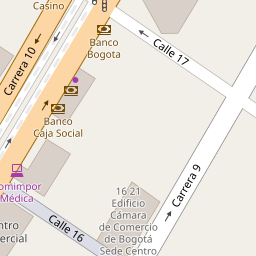 Casino
Banco
Bogota
Calle 17
Carrera 10
Banco
Caja Social
omimpor
Médica
16 21
Edificio
Cámara
de Comercio
de Bogotá
Sede Centro
Carrera 9
Calle 16
ntro
ercial